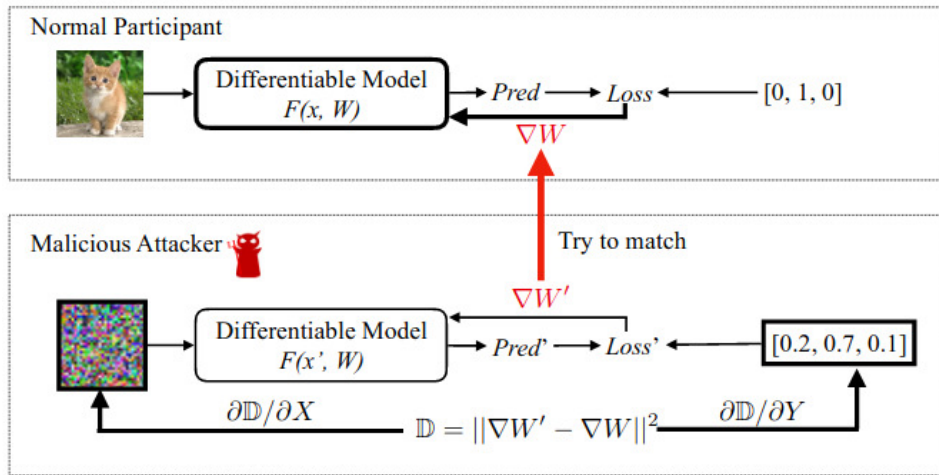 Normal Participant
Differentiable Model
F(x, W)
Pred
Loss
[0, 1, 0]
∇W
Malicious Attacker
Try to match
∇W'
Differentiable Model
F(x', W)
Pred'
Loss'
[0.2, 0.7, 0.1]
∂𝔻/∂X
𝔻 = ||∇W' − ∇W||²
∂𝔻/∂Y